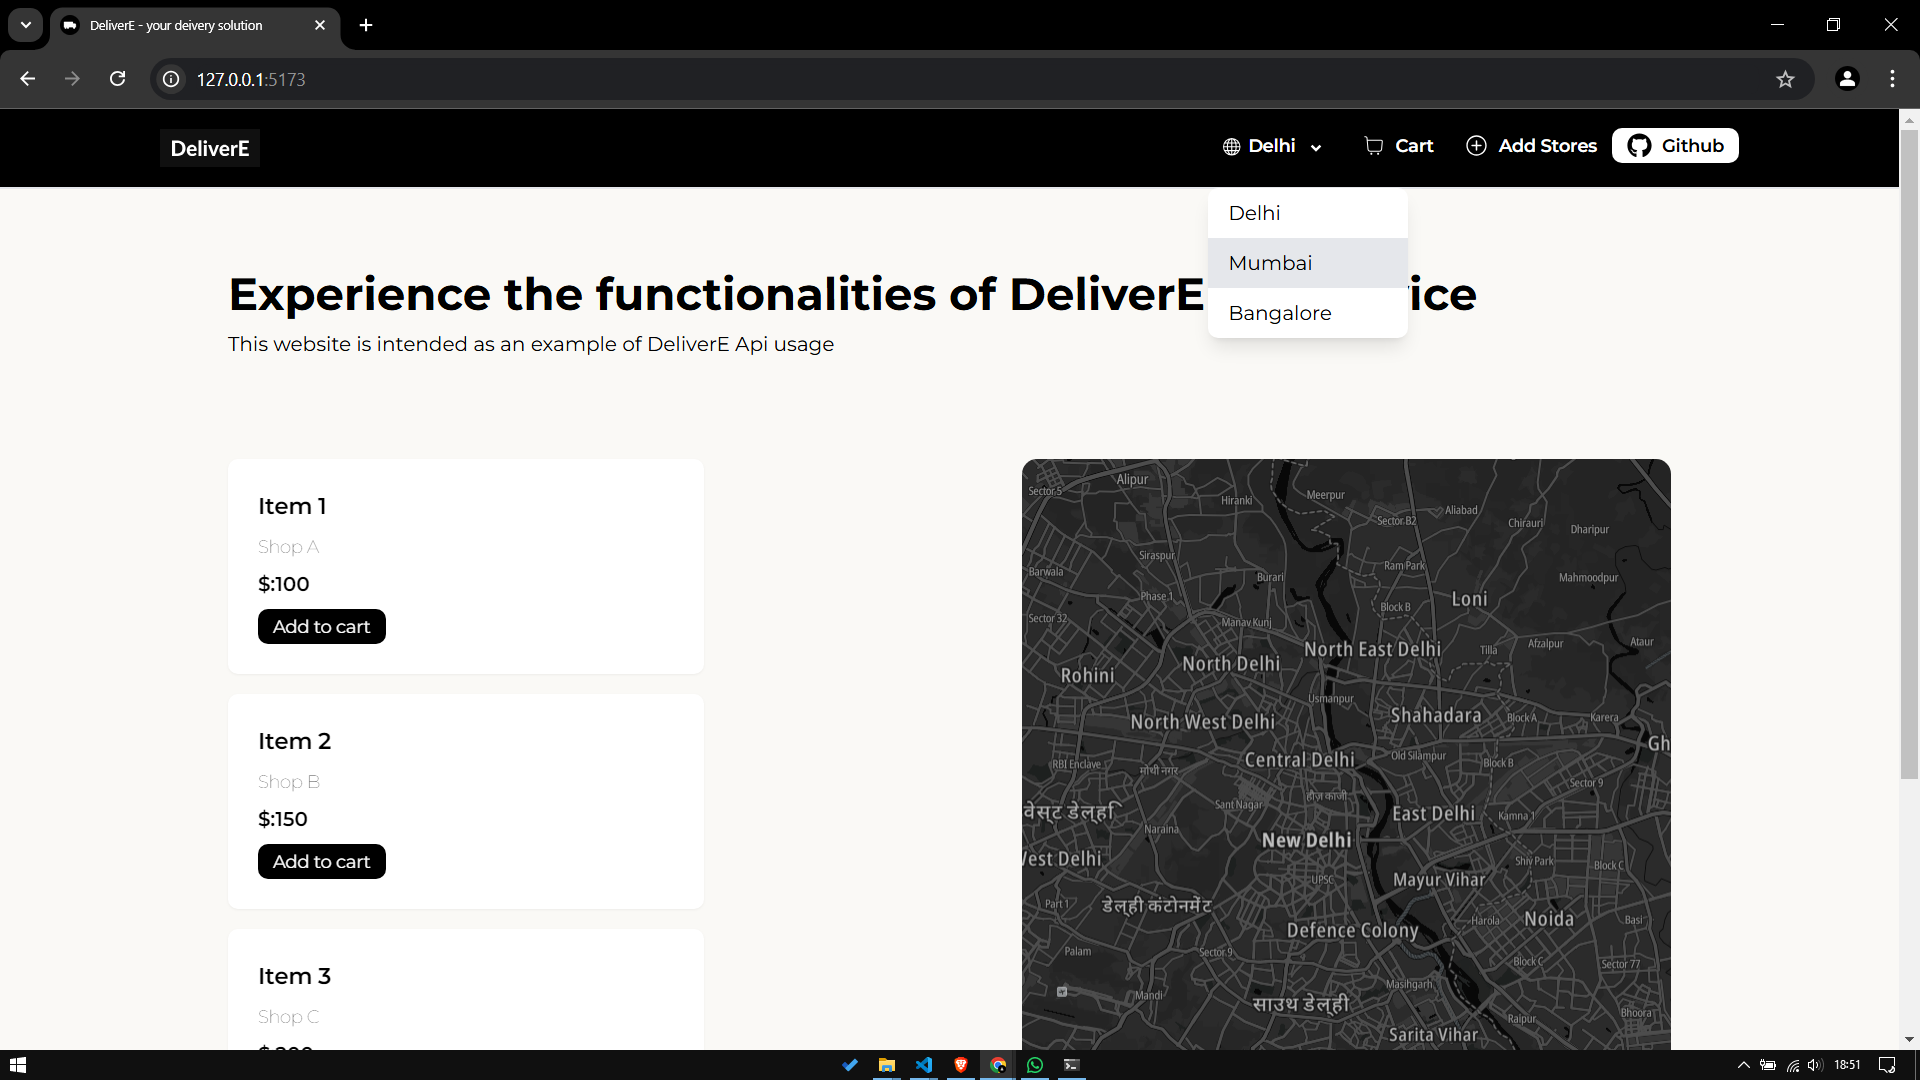 DeliverE - your deivery solution
127.0.0.1:5173
DeliverE
Delhi
Cart
Add Stores
Github
Delhi
Mumbai
Bangalore
Experience the functionalities of DeliverE ice
This website is intended as an example of DeliverE Api usage
Item 1
Shop A
$:100
Add to cart
Item 2
Shop B
$:150
Add to cart
Item 3
Shop C
Sector 5
Alipur
Hiranki
Meerpur
Sector B2
Aliabad
Chirauri
Dharipur
Siraspur
Barwala
Burari
Ram Park
Mahmoodpur
Phase 1
Loni
Block B
Sector 32
Manav Kunj
North East Delhi
Tilla
Afzalpur
Ataur
North Delhi
Rohini
Usmanpur
North West Delhi
Shahadara
Block A
Karera
Gh
Central Delhi
Old Silampur
RBI Enclave
मोथी नगर
Block B
Sector 9
Sant Nagar
हौज़ काजी
वेस्ट डेल्हि
East Delhi
Kamna 1
Naraina
New Delhi
West Delhi
Shiv Park
Block C
UPSC
Mayur Vihar
Part 1
डेल्ही कंटोनमेंट
Harola
Noida
Basi
Defence Colony
Palam
Sector 9
Block C
Sector 77
Masihgarh
Mandi
साउथ डेल्ही
Raipur
Bhoora
Sarita Vihar
18:51